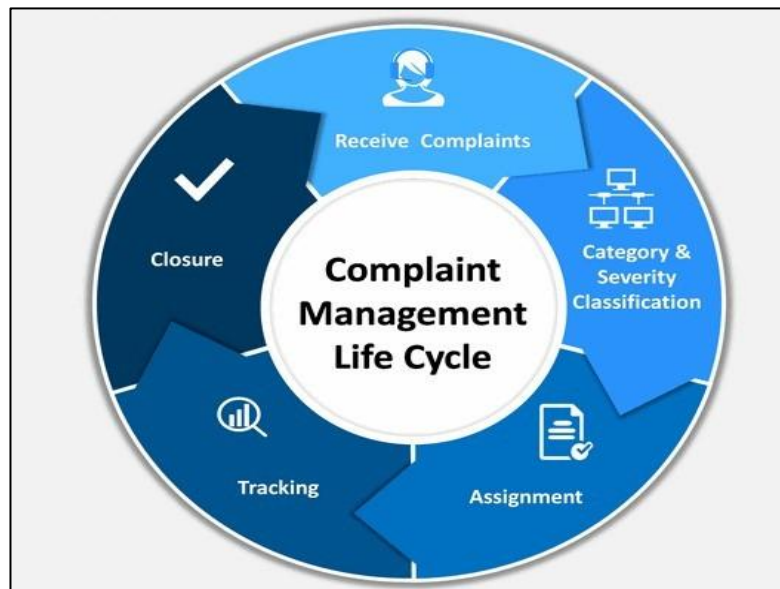 Receive Complaints
Category &
Severity
Classification
Assignment
Tracking
Closure
Complaint
Management
Life Cycle